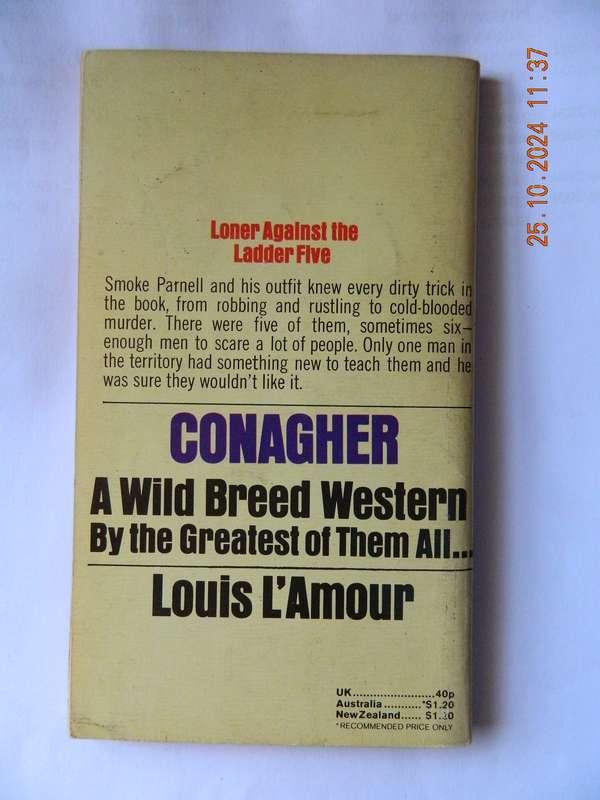 Loner Against the
Ladder Five
Smoke Parnell and his outfit knew every dirty trick in
the book, from robbing and rustling to cold-blooded
murder. There were five of them, sometimes six—
enough men to scare a lot of people. Only one man in
the territory had something new to teach them and he
was sure they wouldn't like it.
CONAGHER
A Wild Breed Western
By the Greatest of Them All...
Louis L'Amour
UK........................40p
Australia...........*$1.20
New Zealand...... $1.20
*RECOMMENDED PRICE ONLY
25.10.2024 11:37